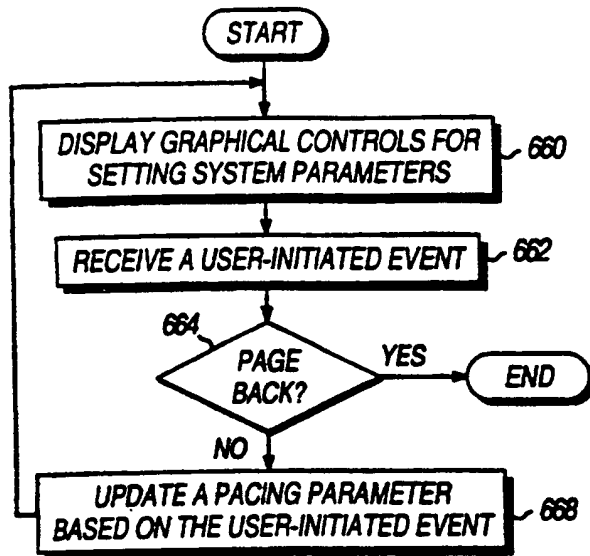 START
DISPLAY GRAPHICAL CONTROLS FOR
SETTING SYSTEM PARAMETERS
660
RECEIVE A USER-INITIATED EVENT
662
664
PAGE
BACK?
YES
END
NO
UPDATE A PACING PARAMETER
BASED ON THE USER-INITIATED EVENT
668